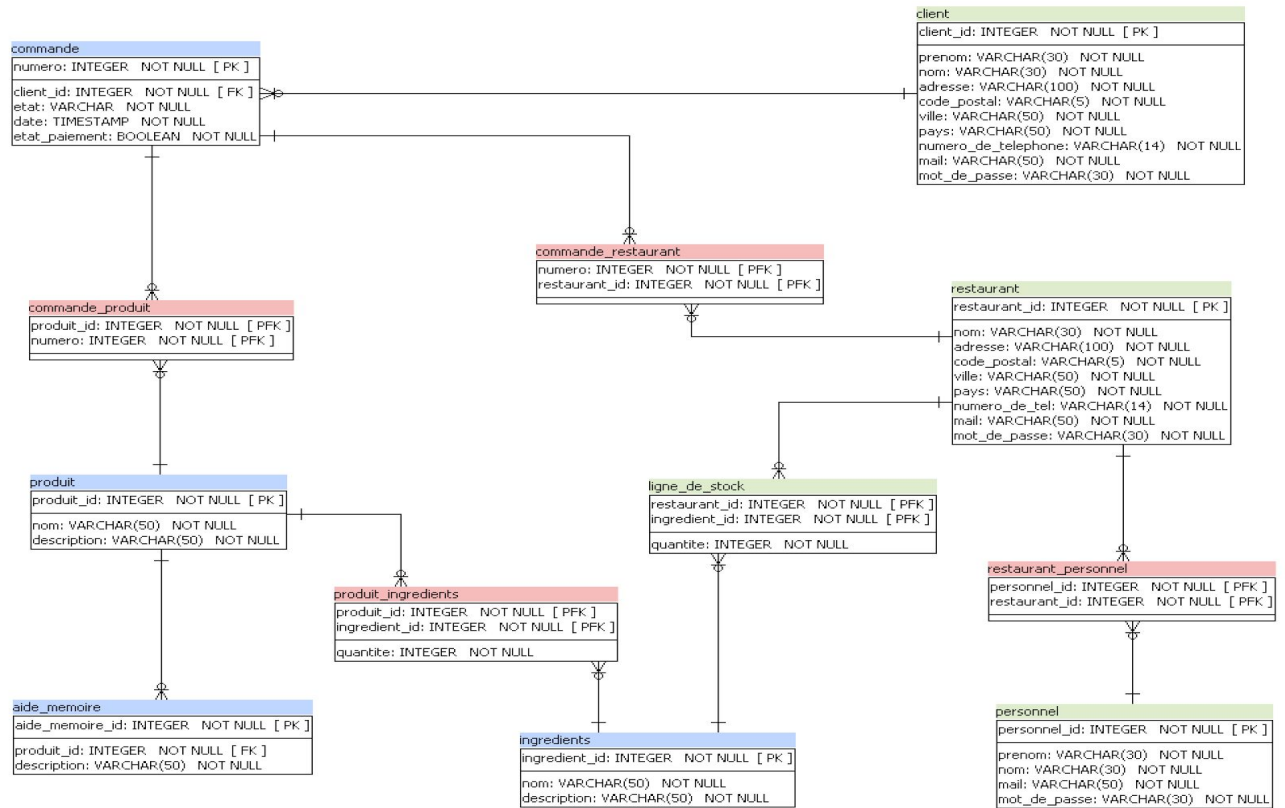 commande
numero: INTEGER NOT NULL [ PK ]
client_id: INTEGER NOT NULL [ FK ]
etat: VARCHAR NOT NULL
date: TIMESTAMP NOT NULL
etat_paiement: BOOLEAN NOT NULL
client
client_id: INTEGER NOT NULL [ PK ]
prenom: VARCHAR(30) NOT NULL
nom: VARCHAR(30) NOT NULL
adresse: VARCHAR(100) NOT NULL
code_postal: VARCHAR(5) NOT NULL
ville: VARCHAR(50) NOT NULL
pays: VARCHAR(50) NOT NULL
numero_de_telephone: VARCHAR(14) NOT NULL
mail: VARCHAR(50) NOT NULL
mot_de_passe: VARCHAR(30) NOT NULL
commande_restaurant
numero: INTEGER NOT NULL [ PFK ]
restaurant_id: INTEGER NOT NULL [ PFK ]
commande_produit
produit_id: INTEGER NOT NULL [ PFK ]
numero: INTEGER NOT NULL [ PFK ]
restaurant
restaurant_id: INTEGER NOT NULL [ PK ]
nom: VARCHAR(30) NOT NULL
adresse: VARCHAR(100) NOT NULL
code_postal: VARCHAR(5) NOT NULL
ville: VARCHAR(50) NOT NULL
pays: VARCHAR(50) NOT NULL
numero_de_tel: VARCHAR(14) NOT NULL
mail: VARCHAR(50) NOT NULL
mot_de_passe: VARCHAR(30) NOT NULL
produit
produit_id: INTEGER NOT NULL [ PK ]
nom: VARCHAR(50) NOT NULL
description: VARCHAR(50) NOT NULL
ligne_de_stock
restaurant_id: INTEGER NOT NULL [ PFK ]
ingredient_id: INTEGER NOT NULL [ PFK ]
quantite: INTEGER NOT NULL
restaurant_personnel
personnel_id: INTEGER NOT NULL [ PFK ]
restaurant_id: INTEGER NOT NULL [ PFK ]
produit_ingredients
produit_id: INTEGER NOT NULL [ PFK ]
ingredient_id: INTEGER NOT NULL [ PFK ]
quantite: INTEGER NOT NULL
aide_memoire
aide_memoire_id: INTEGER NOT NULL [ PK ]
produit_id: INTEGER NOT NULL [ FK ]
description: VARCHAR(50) NOT NULL
ingredients
ingredient_id: INTEGER NOT NULL [ PK ]
nom: VARCHAR(50) NOT NULL
description: VARCHAR(50) NOT NULL
personnel
personnel_id: INTEGER NOT NULL [ PK ]
prenom: VARCHAR(30) NOT NULL
nom: VARCHAR(30) NOT NULL
mail: VARCHAR(50) NOT NULL
mot_de_passe: VARCHAR(30) NOT NULL